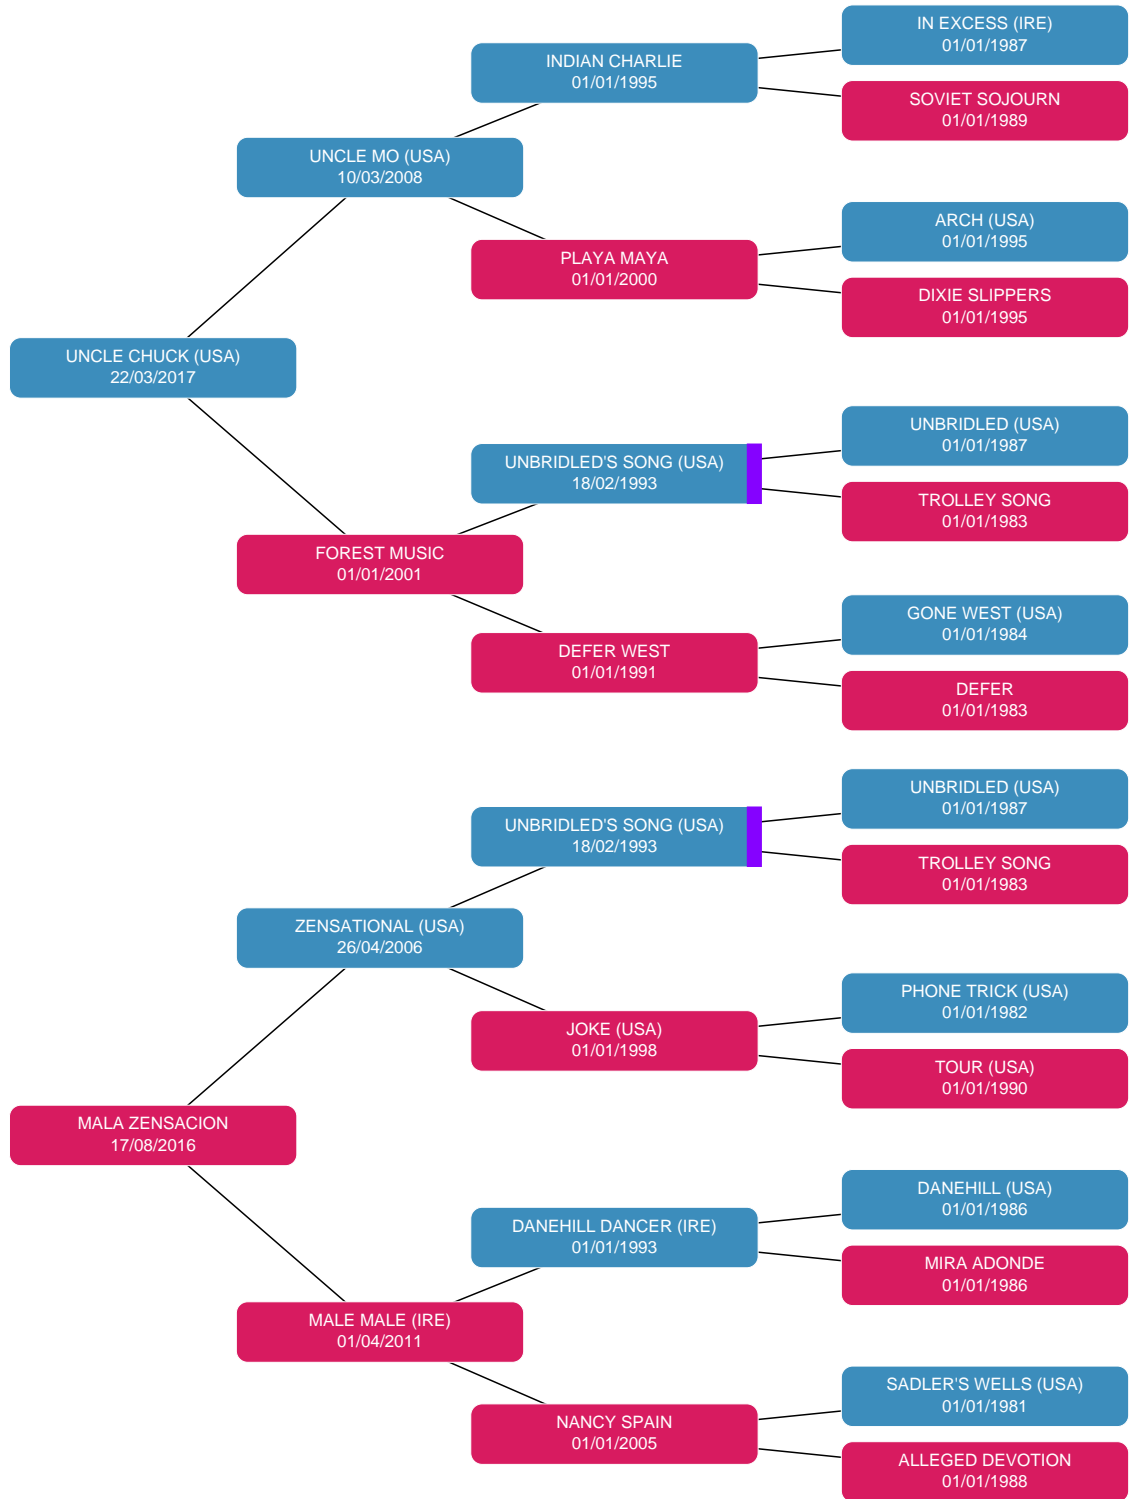 IN EXCESS (IRE)
01/01/1987
INDIAN CHARLIE
01/01/1995
SOVIET SOJOURN
01/01/1989
UNCLE MO (USA)
10/03/2008
ARCH (USA)
01/01/1995
PLAYA MAYA
01/01/2000
DIXIE SLIPPERS
01/01/1995
UNCLE CHUCK (USA)
22/03/2017
UNBRIDLED (USA)
01/01/1987
UNBRIDLED'S SONG (USA)
18/02/1993
TROLLEY SONG
01/01/1983
FOREST MUSIC
01/01/2001
GONE WEST (USA)
01/01/1984
DEFER WEST
01/01/1991
DEFER
01/01/1983
UNBRIDLED (USA)
01/01/1987
UNBRIDLED'S SONG (USA)
18/02/1993
TROLLEY SONG
01/01/1983
ZENSATIONAL (USA)
26/04/2006
PHONE TRICK (USA)
01/01/1982
JOKE (USA)
01/01/1998
TOUR (USA)
01/01/1990
MALA ZENSACION
17/08/2016
DANEHILL (USA)
01/01/1986
DANEHILL DANCER (IRE)
01/01/1993
MIRA ADONDE
01/01/1986
MALE MALE (IRE)
01/04/2011
SADLER'S WELLS (USA)
01/01/1981
NANCY SPAIN
01/01/2005
ALLEGED DEVOTION
01/01/1988